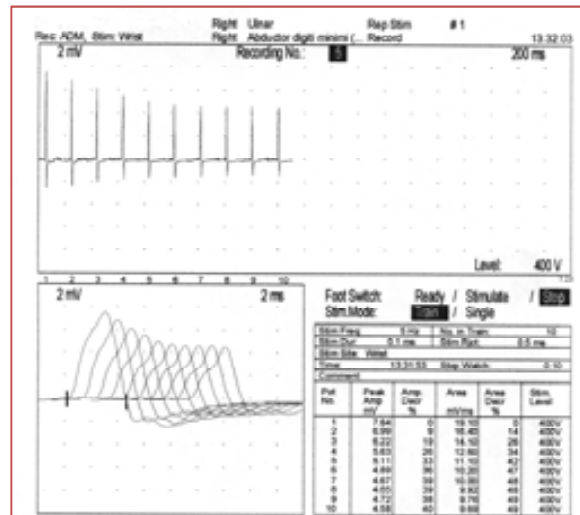 Right Ulnar Rep Stim # 1
Rec: ADM, Stim: Wrist Right Abductor digiti minimi (... Record 13:32:03
2 mV Recording No.: 5 200 ms
Level: 400 V
1 2 3 4 5 6 7 8 9 10
2 mV 2 ms
Foot Switch: Ready / Stimulate / Stop
Stim.Mode: Train / Single
Stim.Freq: 5 Hz No. in Train: 10
Stim.Dur: 0.1 ms Stim.Rjct: 0.5 ms
Stim.Site: Wrist
Time: 13:31:53 Stop Watch: 0:10
Comment:
Pot No. Peak Amp mV Amp Decr % Area mVms Area Decr % Stim. Level
1 7.64 0 19.10 0 400V
2 6.99 9 16.40 14 400V
3 6.22 19 14.10 26 400V
4 5.63 26 12.60 34 400V
5 5.11 33 11.10 42 400V
6 4.89 36 10.20 47 400V
7 4.67 39 10.00 48 400V
8 4.65 39 9.92 48 400V
9 4.72 38 9.76 49 400V
10 4.58 40 9.69 49 400V